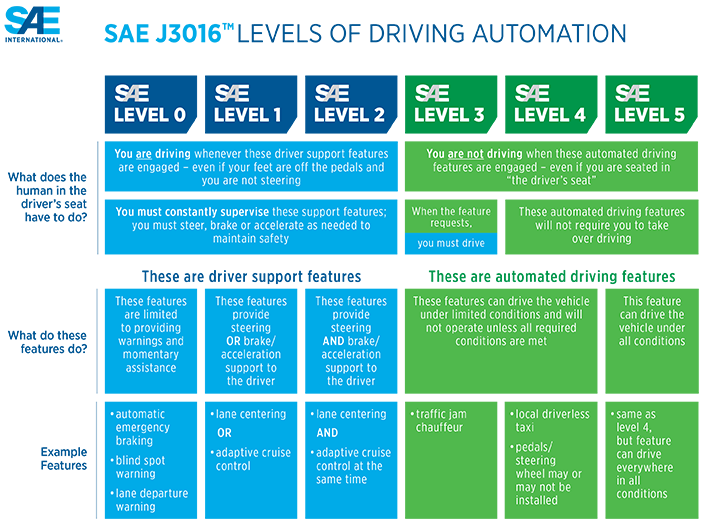 SAE
INTERNATIONAL®
SAE J3016™ LEVELS OF DRIVING AUTOMATION
SAE
LEVEL 0
SAE
LEVEL 1
SAE
LEVEL 2
SAE
LEVEL 3
SAE
LEVEL 4
SAE
LEVEL 5
What does the
human in the
driver's seat
have to do?
You are driving whenever these driver support features
are engaged – even if your feet are off the pedals and
you are not steering
You are not driving when these automated driving
features are engaged – even if you are seated in
“the driver's seat”
You must constantly supervise these support features;
you must steer, brake or accelerate as needed to
maintain safety
When the feature
requests,
you must drive
These automated driving features
will not require you to take
over driving
These are driver support features
These are automated driving features
What do these
features do?
These features
are limited
to providing
warnings and
momentary
assistance
These features
provide
steering
OR brake/
acceleration
support to
the driver
These features
provide
steering
AND brake/
acceleration
support to
the driver
These features can drive the vehicle
under limited conditions and will
not operate unless all required
conditions are met
This feature
can drive the
vehicle under
all conditions
Example
Features
•automatic
emergency
braking
•blind spot
warning
•lane departure
warning
•lane centering
OR
•adaptive cruise
control
•lane centering
AND
•adaptive cruise
control at the
same time
•traffic jam
chauffeur
•local driverless
taxi
•pedals/
steering
wheel may or
may not be
installed
•same as
level 4,
but feature
can drive
everywhere
in all
conditions